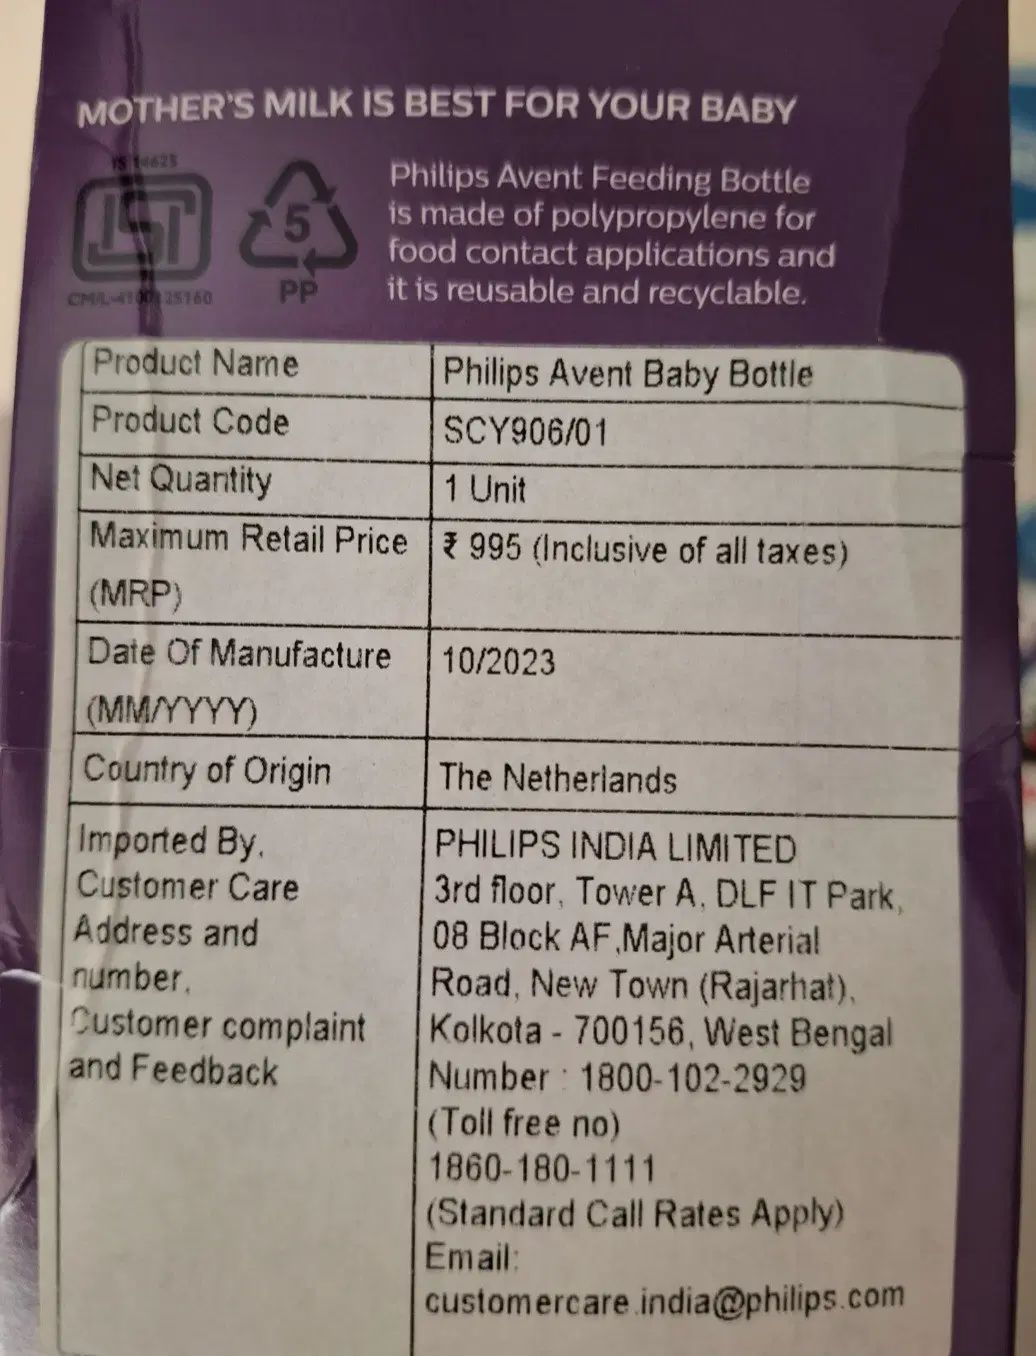 MOTHER'S MILK IS BEST FOR YOUR BABY
IS 14625
ISI
CM/L-4100125160
5
PP
Philips Avent Feeding Bottle
is made of polypropylene for
food contact applications and
it is reusable and recyclable.
Product Name
Philips Avent Baby Bottle
Product Code
SCY906/01
Net Quantity
1 Unit
Maximum Retail Price
(MRP)
₹ 995 (Inclusive of all taxes)
Date Of Manufacture
(MM/YYYY)
10/2023
Country of Origin
The Netherlands
Imported By,
Customer Care
Address and
number,
Customer complaint
and Feedback
PHILIPS INDIA LIMITED
3rd floor, Tower A, DLF IT Park,
08 Block AF,Major Arterial
Road, New Town (Rajarhat),
Kolkota - 700156, West Bengal
Number : 1800-102-2929
(Toll free no)
1860-180-1111
(Standard Call Rates Apply)
Email:
customercare.india@philips.com